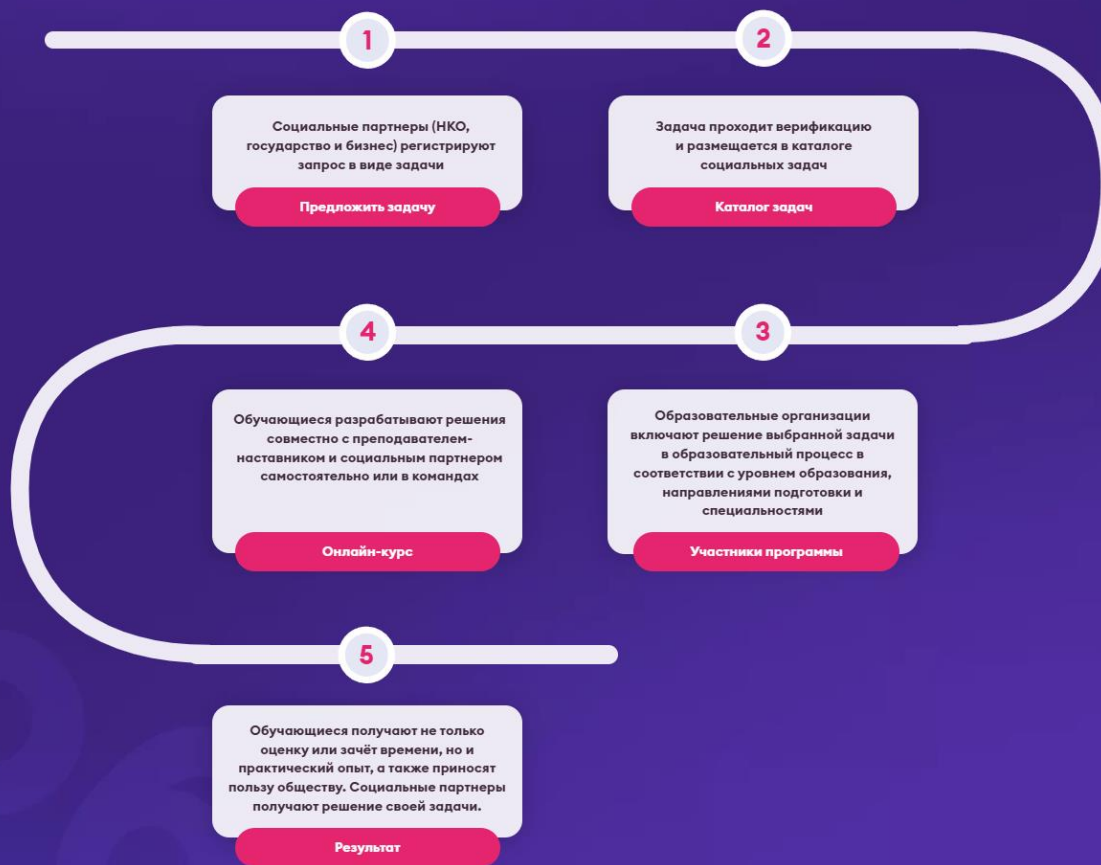 1
Социальные партнеры (НКО,
государство и бизнес) регистрируют
запрос в виде задачи
Предложить задачу
2
Задача проходит верификацию
и размещается в каталоге
социальных задач
Каталог задач
3
Образовательные организации
включают решение выбранной задачи
в образовательный процесс в
соответствии с уровнем образования,
направлениями подготовки и
специальностями
Участники программы
4
Обучающиеся разрабатывают решения
совместно с преподавателем-
наставником и социальным партнером
самостоятельно или в командах
Онлайн-курс
5
Обучающиеся получают не только
оценку или зачёт времени, но и
практический опыт, а также приносят
пользу обществу. Социальные партнеры
получают решение своей задачи.
Результат